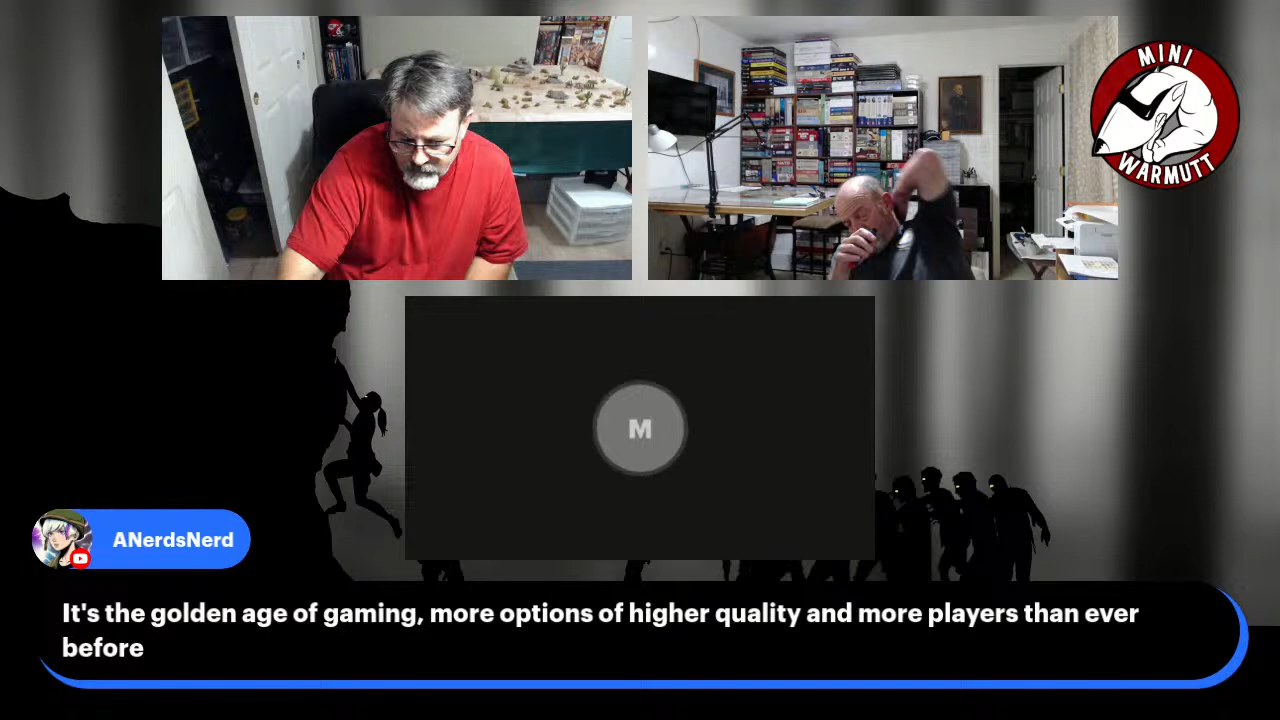 MINI
WARMUTT
M
ANerdsNerd
It's the golden age of gaming, more options of higher quality and more players than ever
before